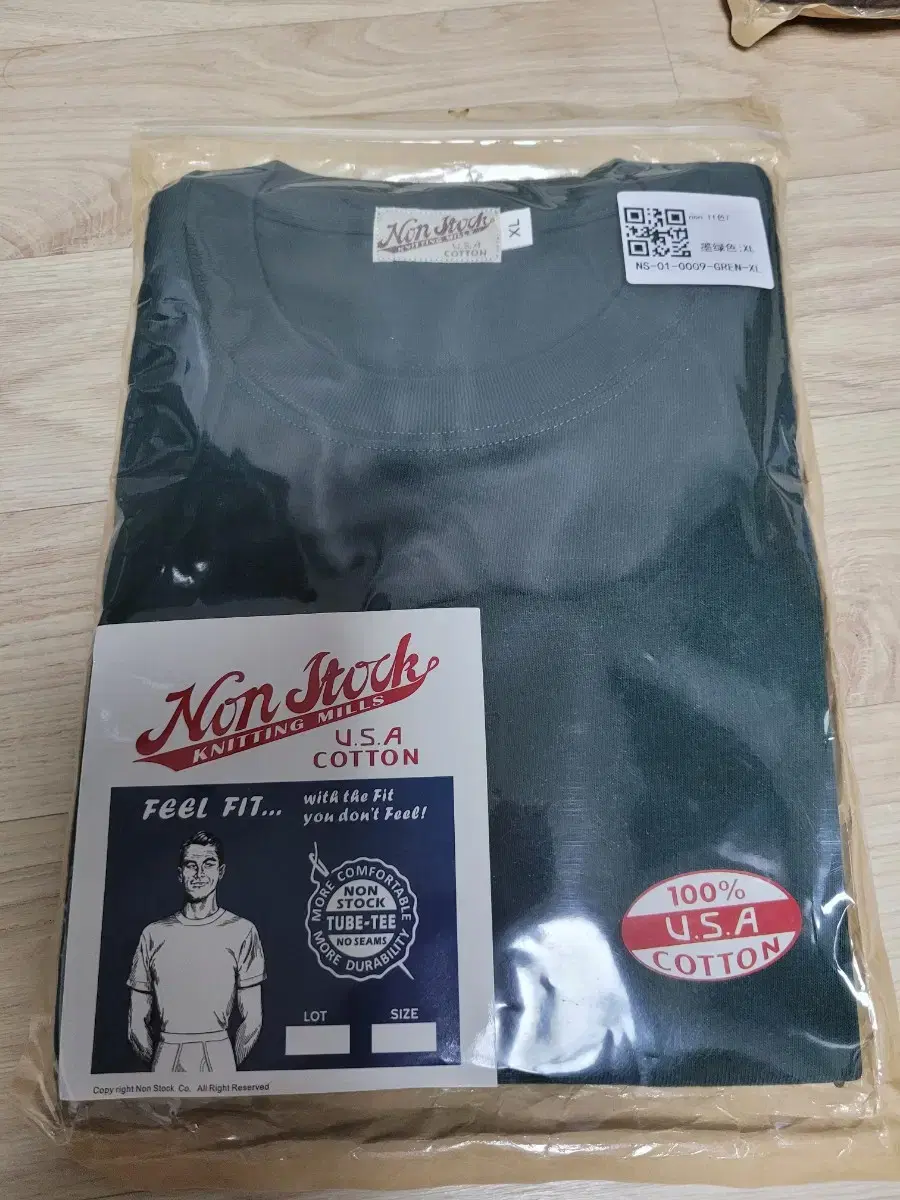 Non Stock
KNITTING MILLS
U.S.A
COTTON
XL
墨绿色:XL
NS-01-0009-GREN-XL
Non Stock
KNITTING MILLS
U.S.A
COTTON
FEEL FIT...
with the Fit
you don't Feel!
MORE COMFORTABLE
NON
STOCK
TUBE-TEE
NO SEAMS
MORE DURABILITY
LOT
SIZE
Copy right Non Stock. Co. All Right Reserved
100%
U.S.A
COTTON